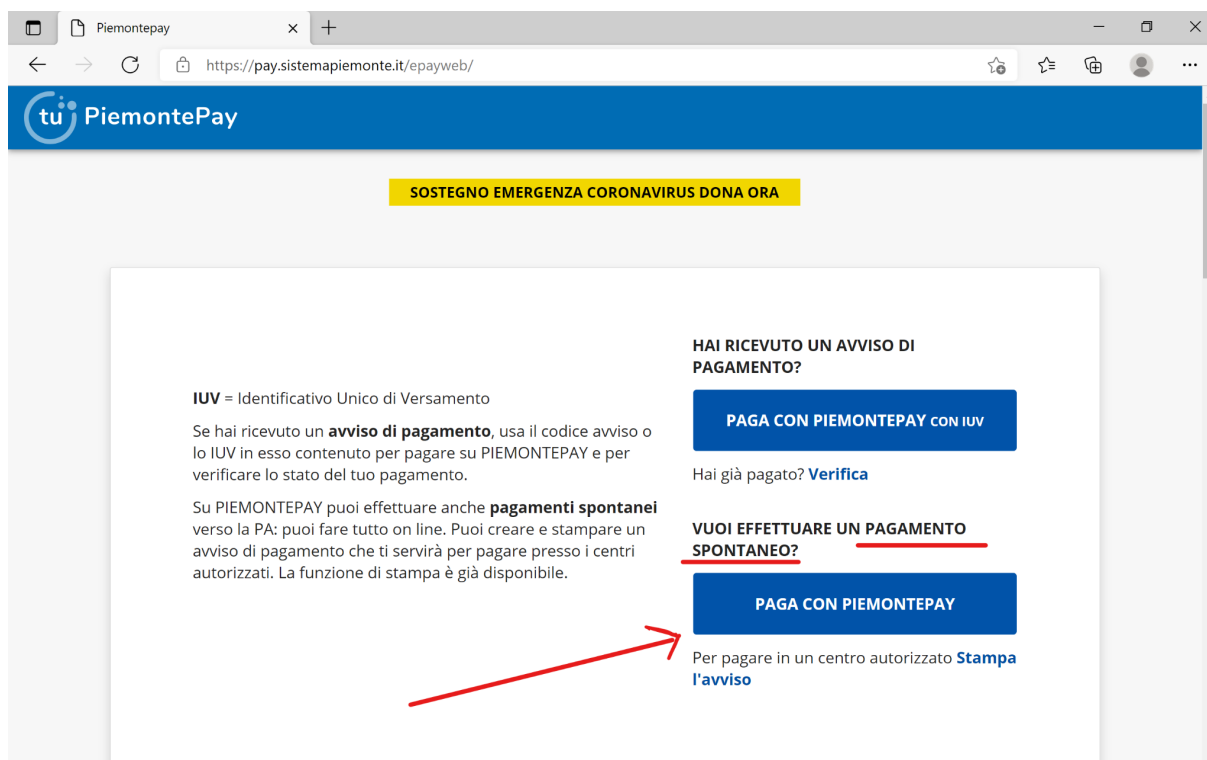 Piemontepay
https://pay.sistemapiemonte.it/epayweb/
tu PiemontePay
SOSTEGNO EMERGENZA CORONAVIRUS DONA ORA
IUV = Identificativo Unico di Versamento
Se hai ricevuto un avviso di pagamento, usa il codice avviso o
lo IUV in esso contenuto per pagare su PIEMONTEPAY e per
verificare lo stato del tuo pagamento.
Su PIEMONTEPAY puoi effettuare anche pagamenti spontanei
verso la PA: puoi fare tutto on line. Puoi creare e stampare un
avviso di pagamento che ti servirà per pagare presso i centri
autorizzati. La funzione di stampa è già disponibile.
HAI RICEVUTO UN AVVISO DI
PAGAMENTO?
PAGA CON PIEMONTEPAY CON IUV
Hai già pagato? Verifica
VUOI EFFETTUARE UN PAGAMENTO
SPONTANEO?
PAGA CON PIEMONTEPAY
Per pagare in un centro autorizzato Stampa
l'avviso